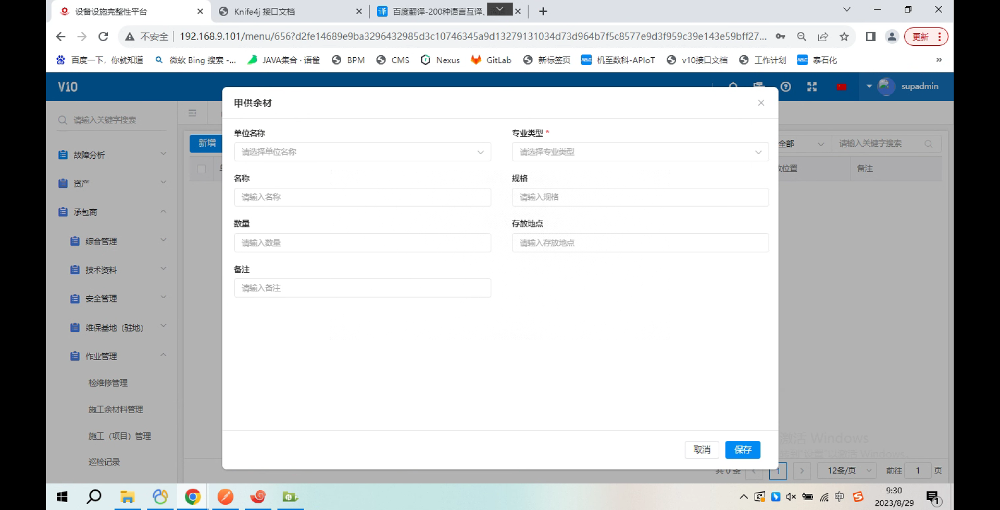 设备设施完整性平台
Knife4j 接口文档
译 百度翻译-200种语言互译、
不安全 192.168.9.101/menu/656?d2fe14689e9ba3296432985d3c10746345a9d13279131034d73d964b7f5c8577e9d3f959c39e143e59bff27...
更新
百度一下，你就知道 微软 Bing 搜索 -... JAVA集合 · 语雀 BPM CMS Nexus GitLab 新标签页 机至数科-APIoT v10接口文档 工作计划 泰石化 »
V10
supadmin
请输入关键字搜索
故障分析
资产
承包商
综合管理
技术资料
安全管理
维保基地（驻地）
作业管理
检维修管理
施工余材料管理
施工（项目）管理
巡检记录
新增
全部
请输入关键字搜索
位置
备注
甲供余材
单位名称
请选择单位名称
专业类型 *
请选择专业类型
名称
请输入名称
规格
请输入规格
数量
请输入数量
存放地点
请输入存放地点
备注
请输入备注
取消
保存
激活 Windows
转到"设置"以激活 Windows。
共 0 条
1
12条/页
前往
1
页
中
9:30
2023/8/29
1